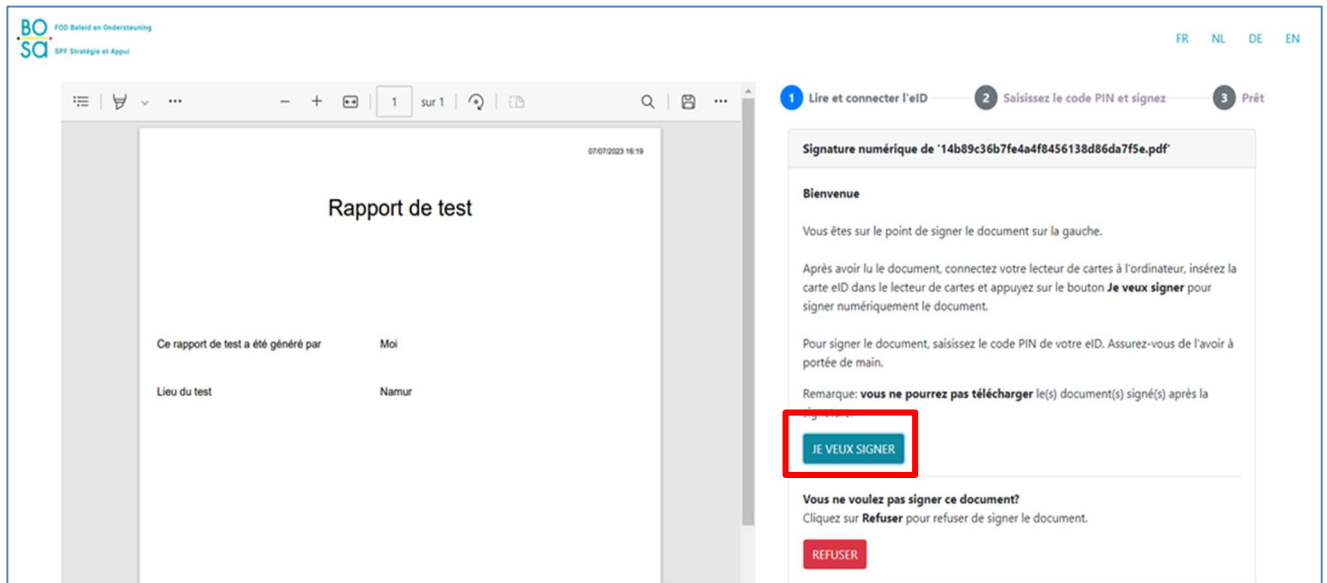 BO FOD Beleid en Ondersteuning
SA SPF Stratégie et Appui
FR NL DE EN
1 sur 1
1 Lire et connecter l'eID 2 Saisissez le code PIN et signez 3 Prêt
07/07/2023 16:19
Rapport de test
Ce rapport de test a été généré par Moi
Lieu du test Namur
Signature numérique de '14b89c36b7fe4a4f8456138d86da7f5e.pdf'
Bienvenue
Vous êtes sur le point de signer le document sur la gauche.
Après avoir lu le document, connectez votre lecteur de cartes à l'ordinateur, insérez la
carte eID dans le lecteur de cartes et appuyez sur le bouton Je veux signer pour
signer numériquement le document.
Pour signer le document, saisissez le code PIN de votre eID. Assurez-vous de l'avoir à
portée de main.
Remarque: vous ne pourrez pas télécharger le(s) document(s) signé(s) après la
signature.
JE VEUX SIGNER
Vous ne voulez pas signer ce document?
Cliquez sur Refuser pour refuser de signer le document.
REFUSER